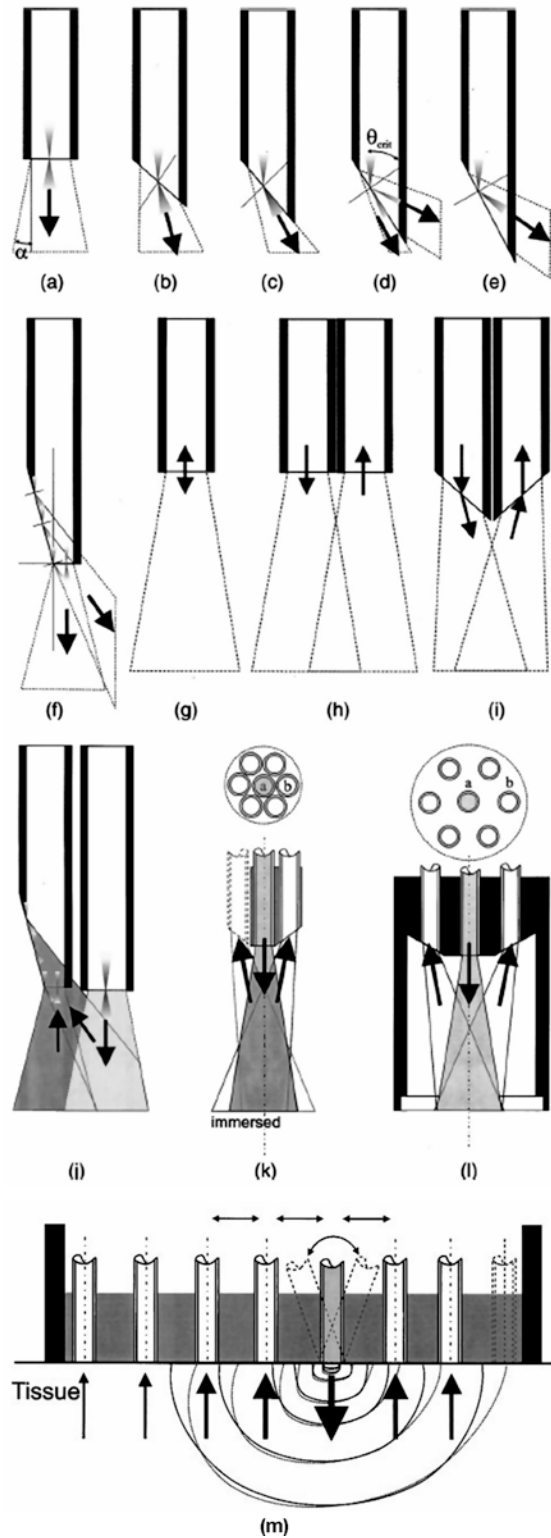 θcrit
α
(a) (b) (c) (d) (e)
(f) (g) (h) (i)
a b
a b
immersed
(j) (k) (l)
Tissue
(m)